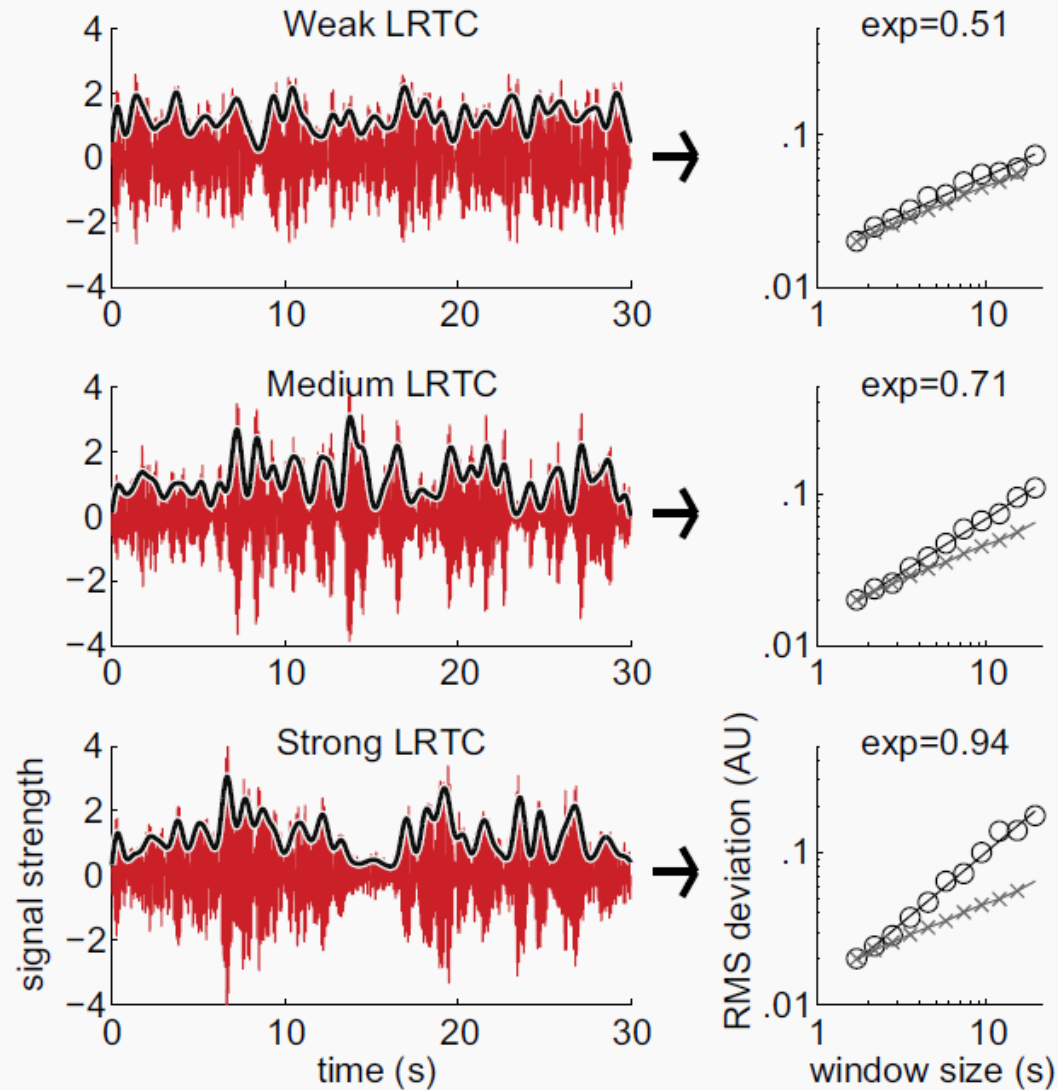 Weak LRTC
exp=0.51
4
2
0
−2
−4
0 10 20 30
.1
.01
1 10
Medium LRTC
exp=0.71
4
2
0
−2
−4
0 10 20 30
.1
.01
1 10
Strong LRTC
exp=0.94
signal strength
4
2
0
−2
−4
0 10 20 30
time (s)
RMS deviation (AU)
.1
.01
1 10
window size (s)